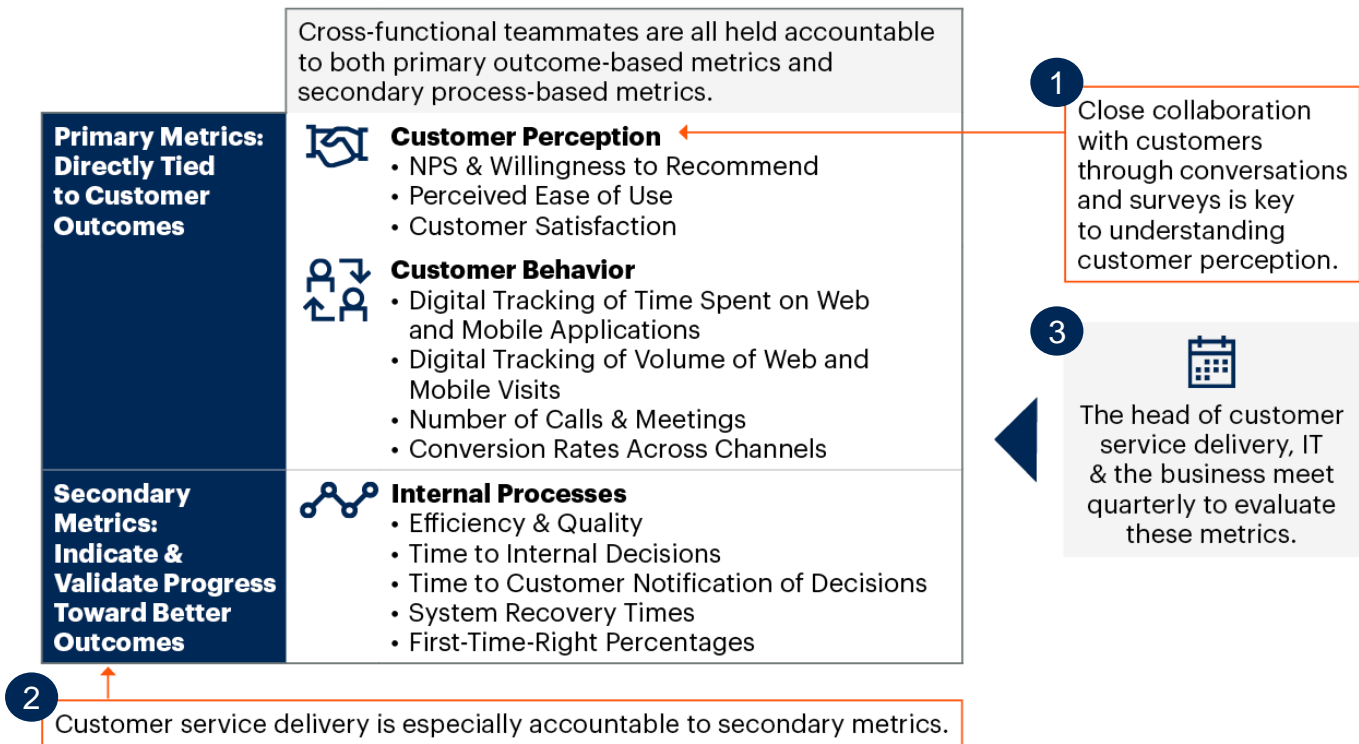 Cross-functional teammates are all held accountable
to both primary outcome-based metrics and
secondary process-based metrics.
Primary Metrics:
Directly Tied
to Customer
Outcomes
Customer Perception
• NPS & Willingness to Recommend
• Perceived Ease of Use
• Customer Satisfaction
Customer Behavior
• Digital Tracking of Time Spent on Web
and Mobile Applications
• Digital Tracking of Volume of Web and
Mobile Visits
• Number of Calls & Meetings
• Conversion Rates Across Channels
Secondary
Metrics:
Indicate &
Validate Progress
Toward Better
Outcomes
Internal Processes
• Efficiency & Quality
• Time to Internal Decisions
• Time to Customer Notification of Decisions
• System Recovery Times
• First-Time-Right Percentages
1
Close collaboration
with customers
through conversations
and surveys is key
to understanding
customer perception.
3
The head of customer
service delivery, IT
& the business meet
quarterly to evaluate
these metrics.
2
Customer service delivery is especially accountable to secondary metrics.